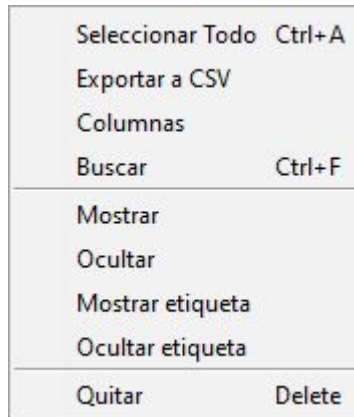 Seleccionar Todo Ctrl+A
Exportar a CSV
Columnas
Buscar Ctrl+F
Mostrar
Ocultar
Mostrar etiqueta
Ocultar etiqueta
Quitar Delete